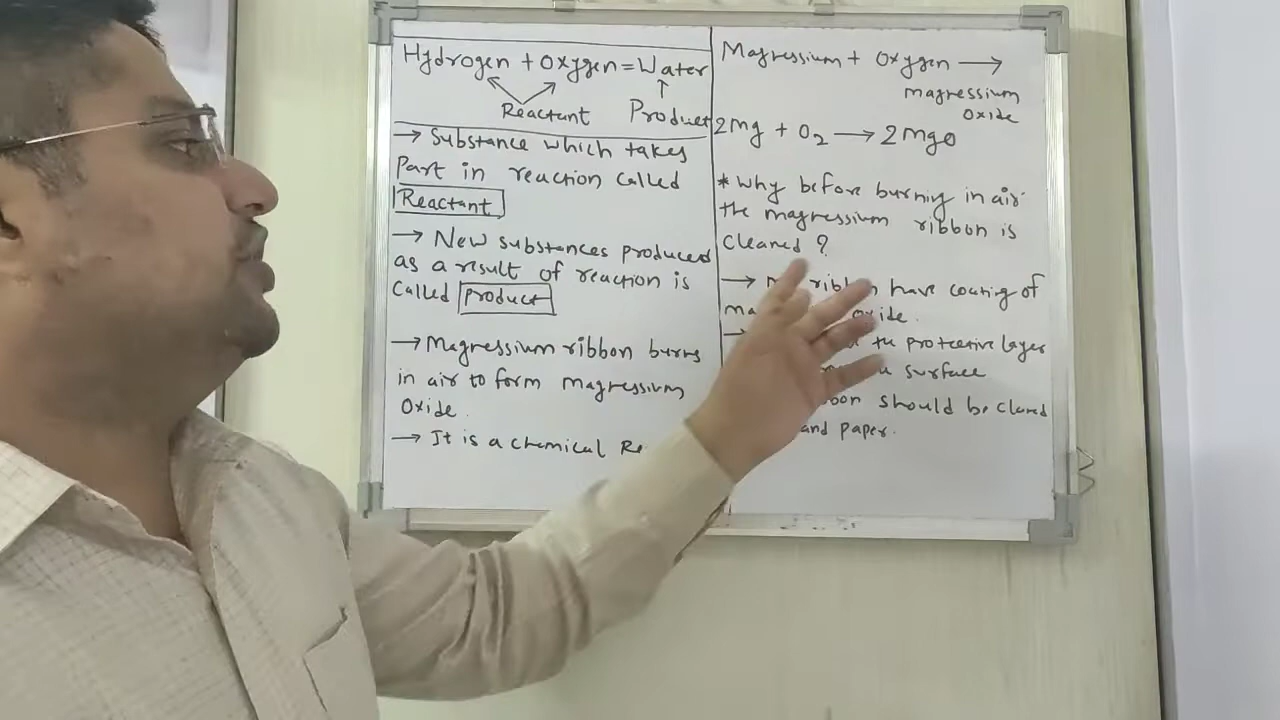 Hydrogen + Oxygen = Water
Reactant Product
→ Substance which takes
Part in reaction called
Reactant
→ New substances produced
as a result of reaction is
Called product
→ Magnessium ribbon burns
in air to form magnessium
Oxide.
→ It is a chemical Re
Magnessium + Oxygen →
magnessium
Oxide
2Mg + O2 → 2MgO
* Why before burning in air
the magnessium ribbon is
Cleaned ?
→ ribbon have coating of
oxide.
→ the protective layer
surface
should be cleaned
and paper.